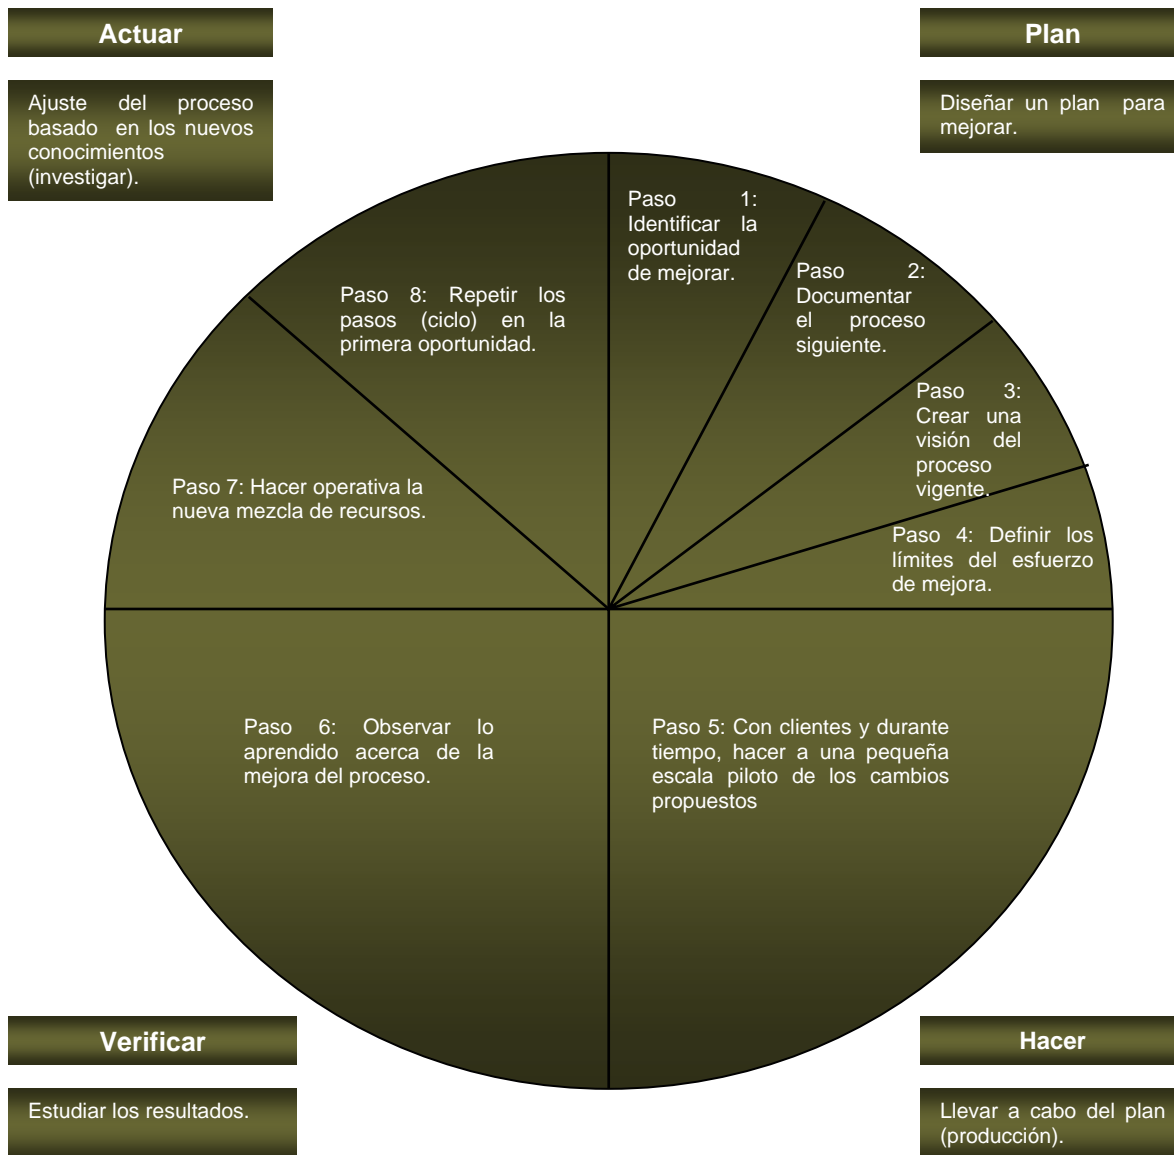 Actuar
Ajuste del proceso
basado en los nuevos
conocimientos
(investigar).
Plan
Diseñar un plan para
mejorar.
Paso 1:
Identificar la
oportunidad
de mejorar.
Paso 2:
Documentar
el proceso
siguiente.
Paso 3:
Crear una
visión del
proceso
vigente.
Paso 4: Definir los
límites del esfuerzo
de mejora.
Paso 5: Con clientes y durante
tiempo, hacer a una pequeña
escala piloto de los cambios
propuestos
Paso 6: Observar lo
aprendido acerca de la
mejora del proceso.
Paso 7: Hacer operativa la
nueva mezcla de recursos.
Paso 8: Repetir los
pasos (ciclo) en la
primera oportunidad.
Verificar
Estudiar los resultados.
Hacer
Llevar a cabo del plan
(producción).